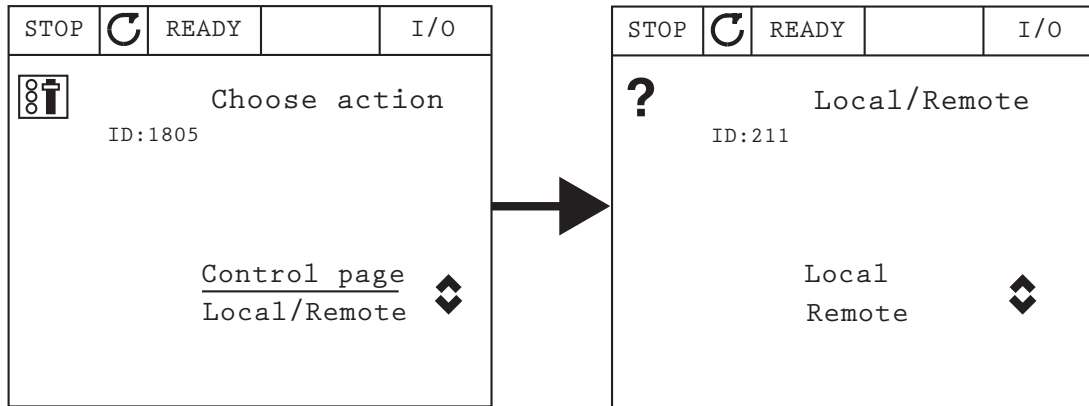 STOP READY I/O
Choose action
ID:1805
Control page
Local/Remote
STOP READY I/O
?
Local/Remote
ID:211
Local
Remote